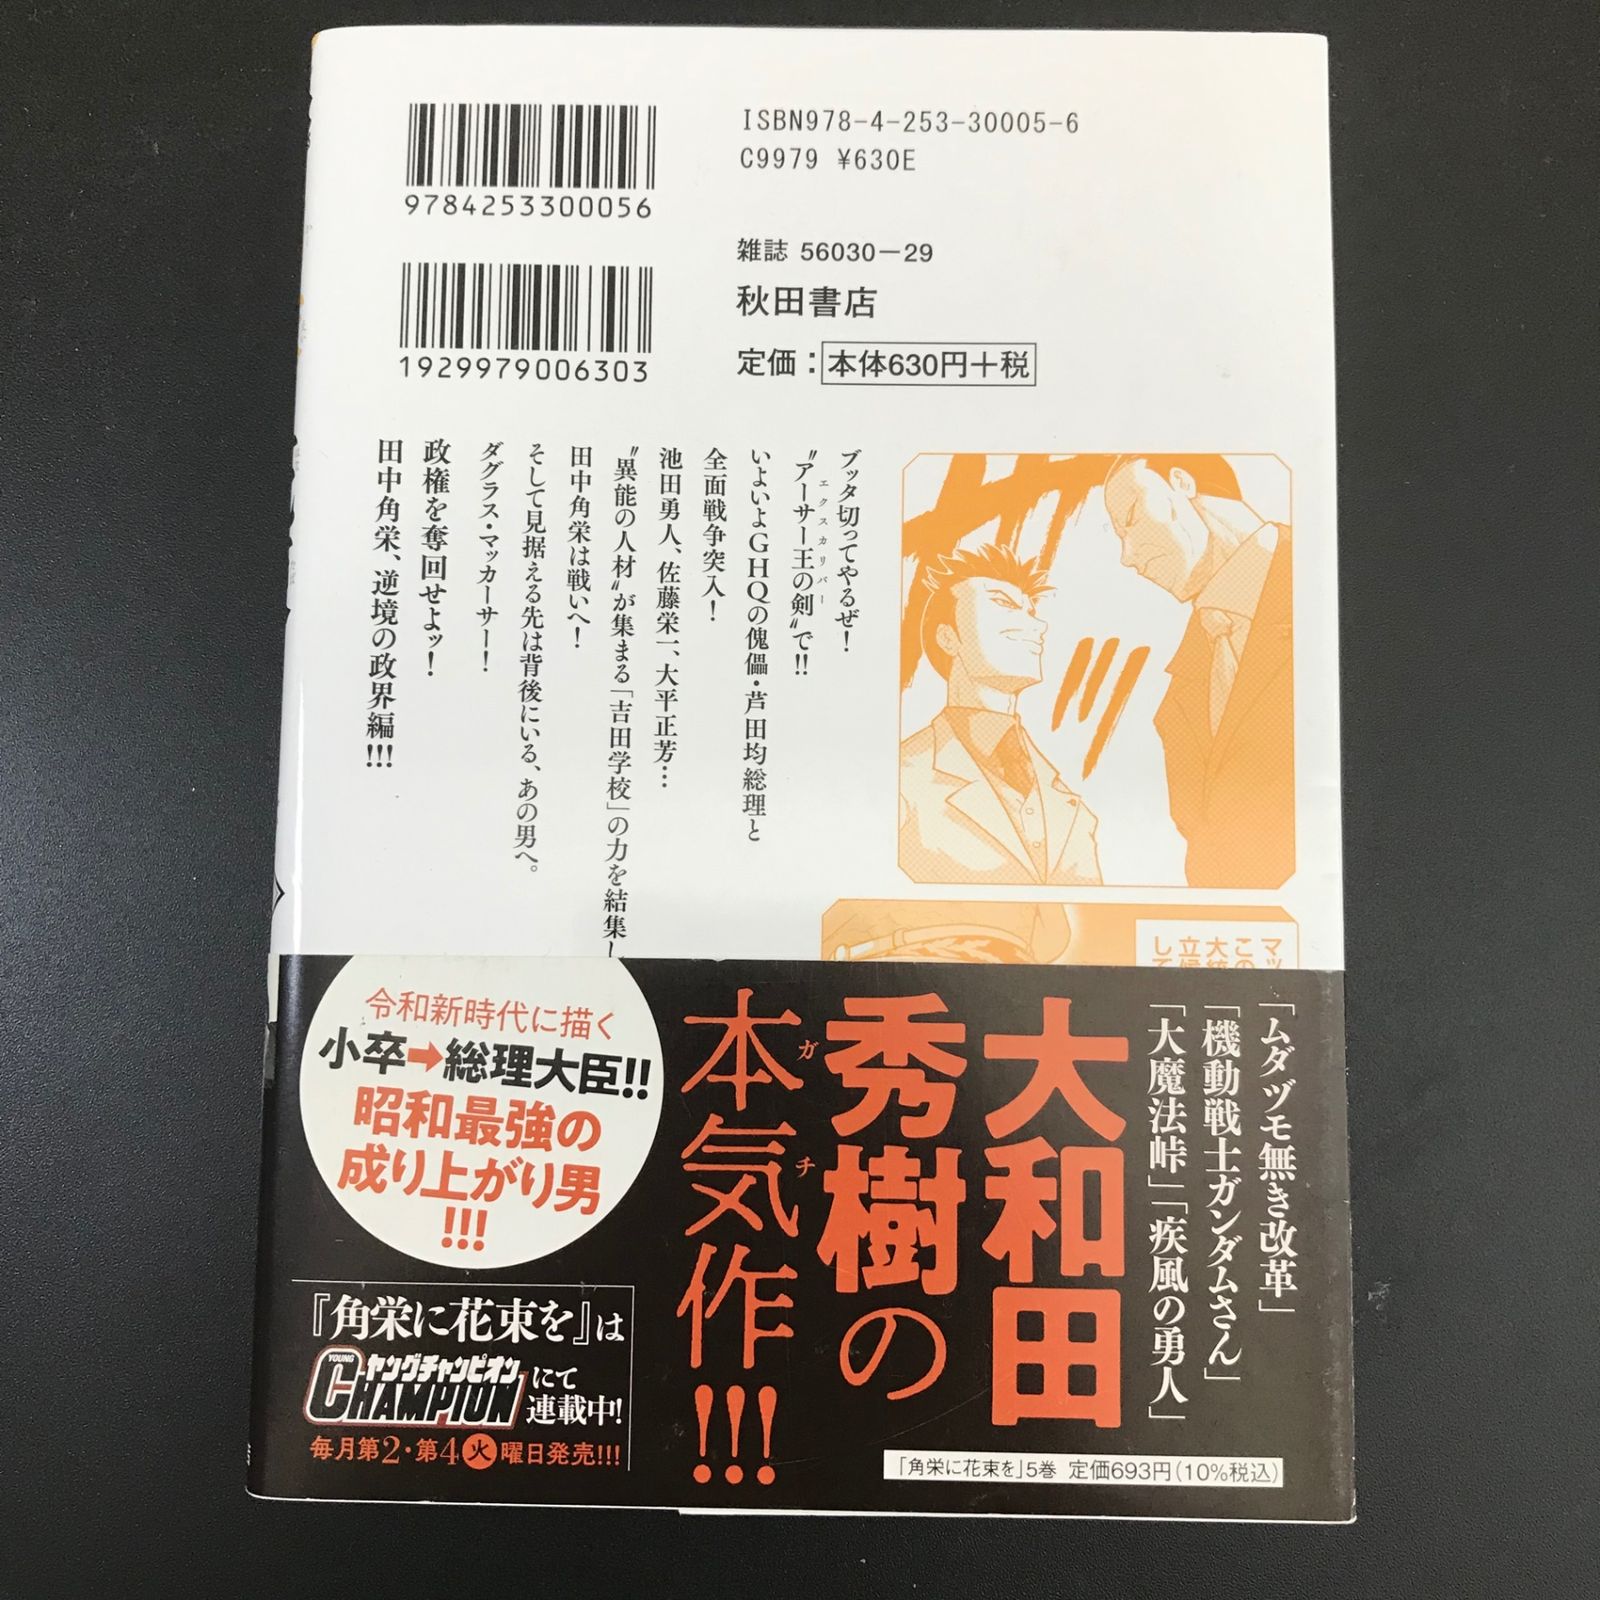 9784253300056
1929979006303
ISBN978-4-253-30005-6
C9979 ¥630E
雑誌 56030-29
秋田書店
定価：本体630円+税
ブッタ切ってやるぜ！
〝アーサー王の剣〟で!!
エクスカリバー
いよいよGHQの傀儡・芦田均総理と
全面戦争突入！
池田勇人、佐藤栄一、大平正芳…
〝異能の人材〟が集まる「吉田学校」の力を結集し
田中角栄は戦いへ！
そして見据える先は背後にいる、あの男へ。
ダグラス・マッカーサー！
政権を奪回せよッ！
田中角栄、逆境の政界編!!!
「ムダヅモ無き改革」
「機動戦士ガンダムさん」
「大魔法峠」「疾風の勇人」
大和田
秀樹の
本気作!!!
ガチ
令和新時代に描く
小卒➡総理大臣!!
昭和最強の
成り上がり男
!!!
『角栄に花束を』は
YOUNG
ヤングチャンピオン
CHAMPION
にて
連載中!
毎月第2・第4火曜日発売!!!
「角栄に花束を」5巻 定価693円(10%税込)